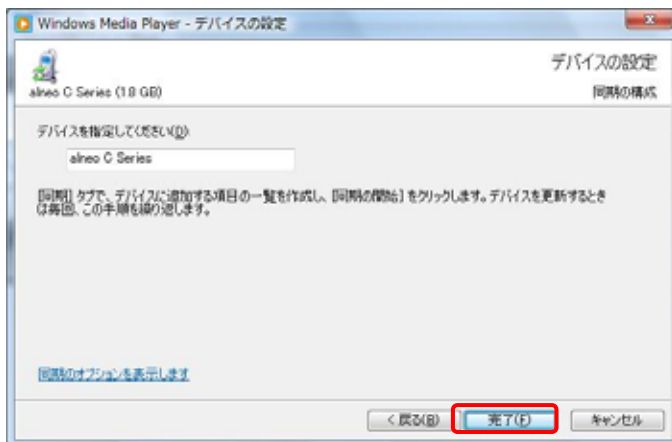 Windows Media Player - デバイスの設定
デバイスの設定
alneo C Series (1.8 GB)
同期の構成
デバイスを指定してください(D):
alneo C Series
[同期] タブで、デバイスに追加する項目の一覧を作成し、[同期の開始] をクリックします。デバイスを更新するとき
は毎回、この手順を繰り返します。
同期のオプションを表示します
< 戻る(B)
完了(F)
キャンセル